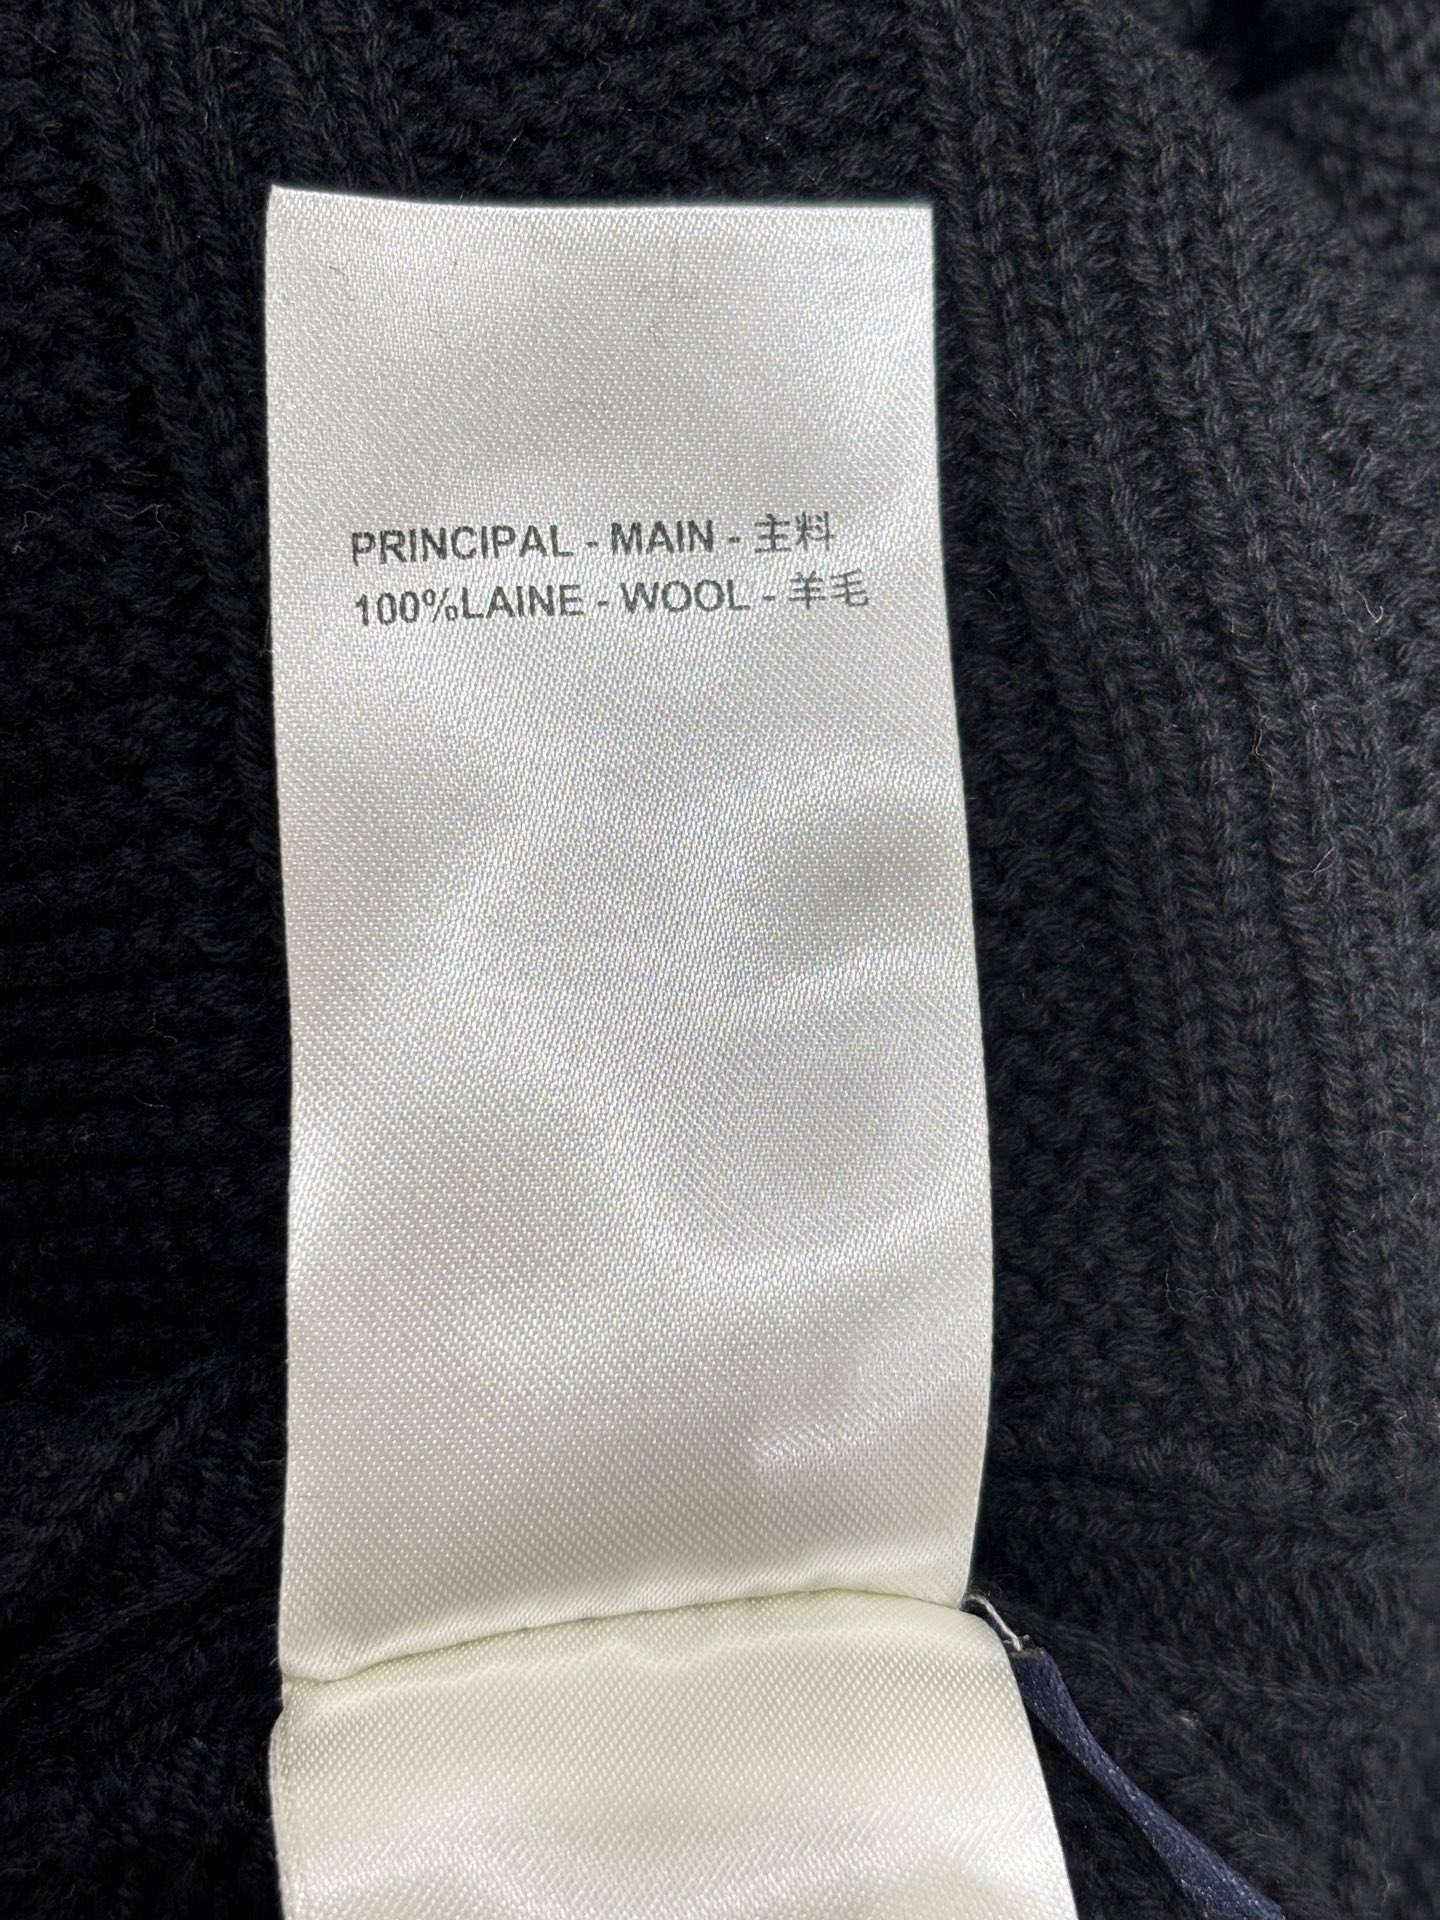 PRINCIPAL - MAIN - 主料
100%LAINE - WOOL - 羊毛